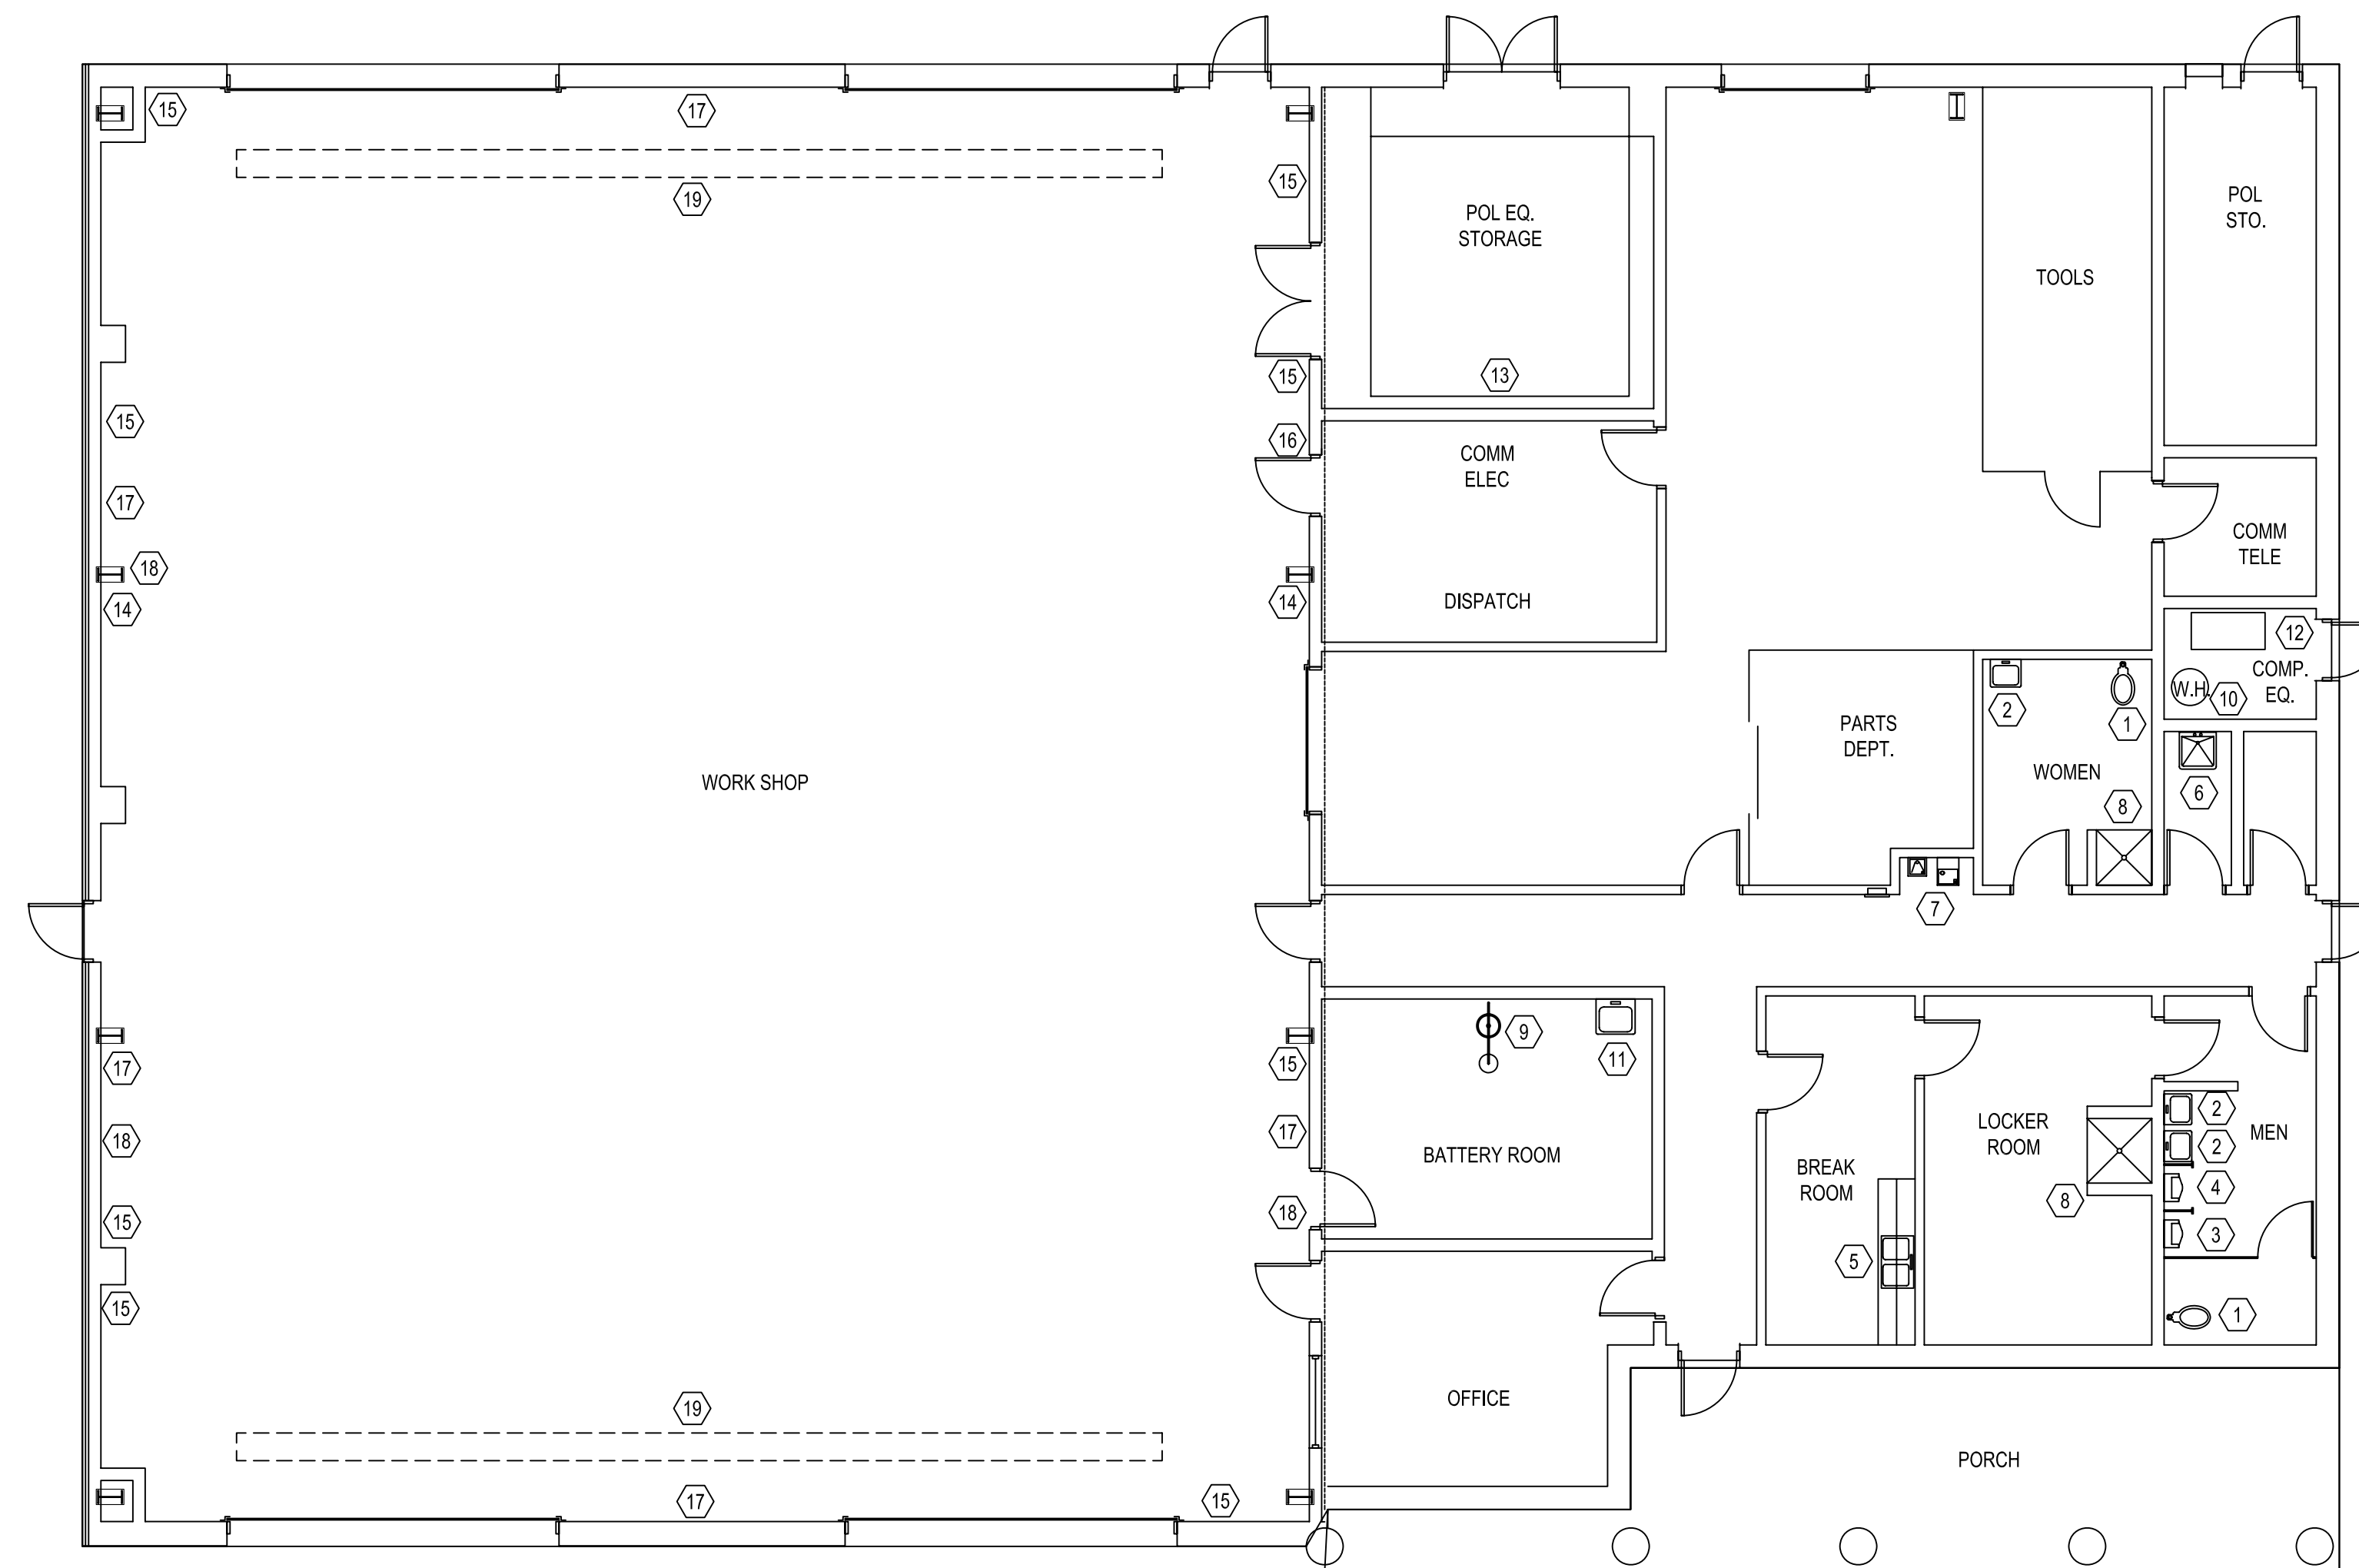 15
17
15
19
POL EQ.
STORAGE
POL
STO.
TOOLS
13
15
15
16
COMM
ELEC
17
18
14
14
DISPATCH
COMM
TELE
12
COMP.
EQ.
W.H.
10
2
1
PARTS
DEPT.
WOMEN
WORK SHOP
8
6
7
9
11
17
15
18
17
15
18
15
BATTERY ROOM
BREAK
ROOM
LOCKER
ROOM
8
2
2
MEN
4
3
5
1
19
OFFICE
PORCH
17
15